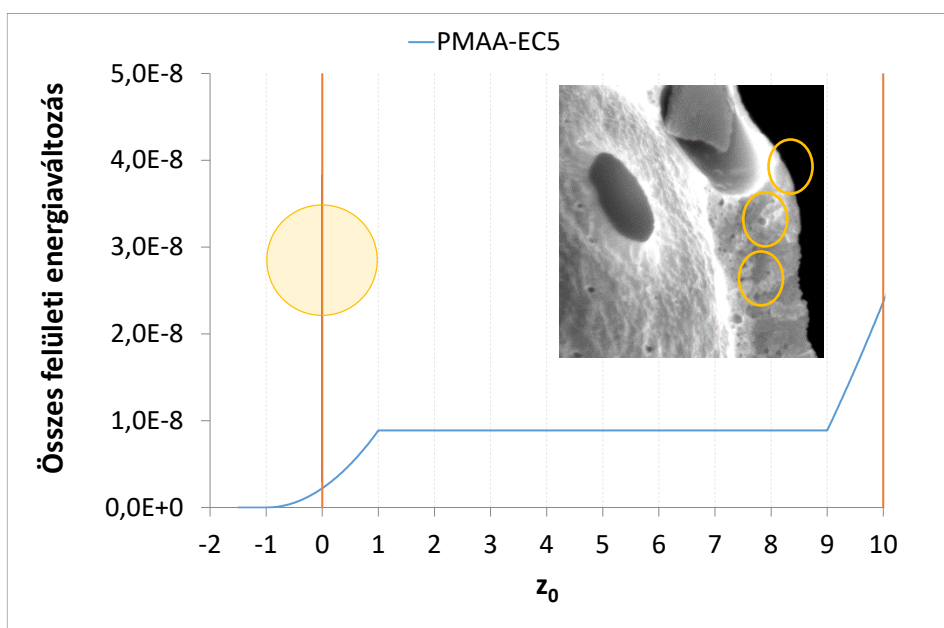 PMAA-EC5
Összes felületi energiaváltozás
5,0E-8
4,0E-8
3,0E-8
2,0E-8
1,0E-8
0,0E+0
-2 -1 0 1 2 3 4 5 6 7 8 9 10
z₀